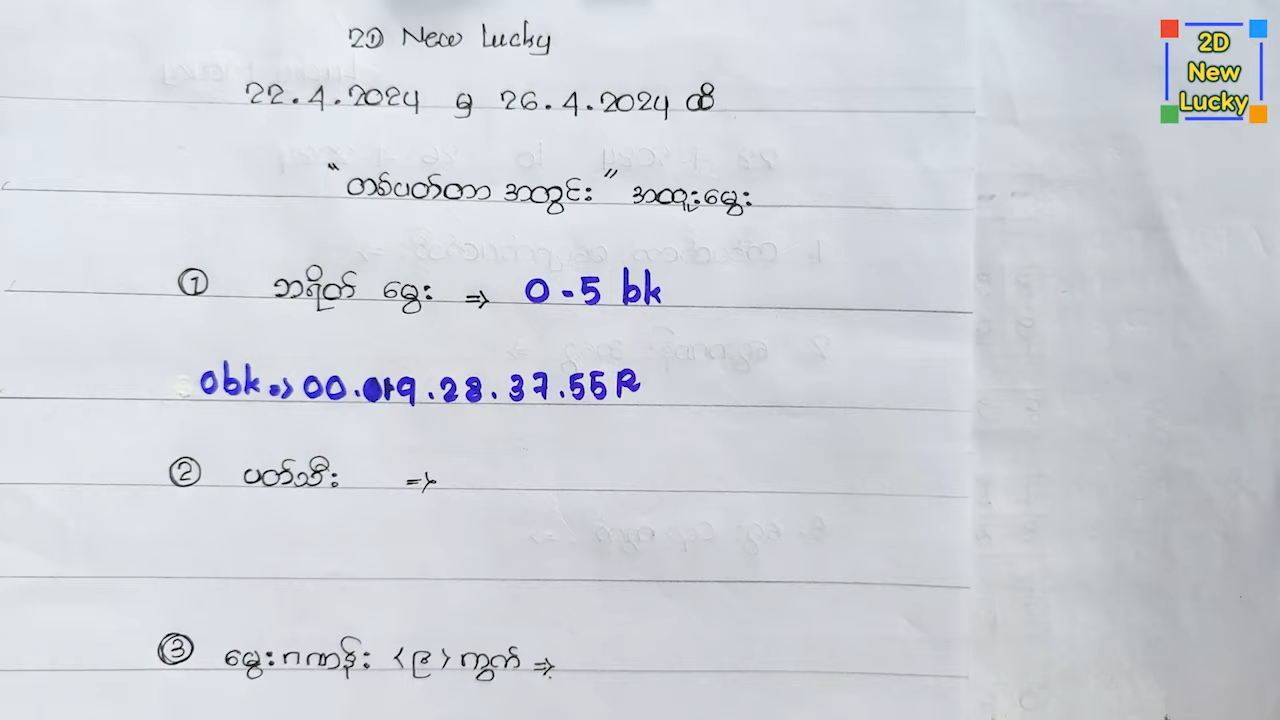 2D New Lucky
22.4.2024 မှ 26.4.2024 ထိ
"တစ်ပတ်တာ အတွင်း" အထူးမွေး
① ဘရိတ် မွေး ⇒ 0-5 bk
0bk⇒ 00.019.28.37.55R
② ပတ်သီး ⇒
③ မွေးဂဏန်း <၉> ကွက် ⇒
2D
New
Lucky